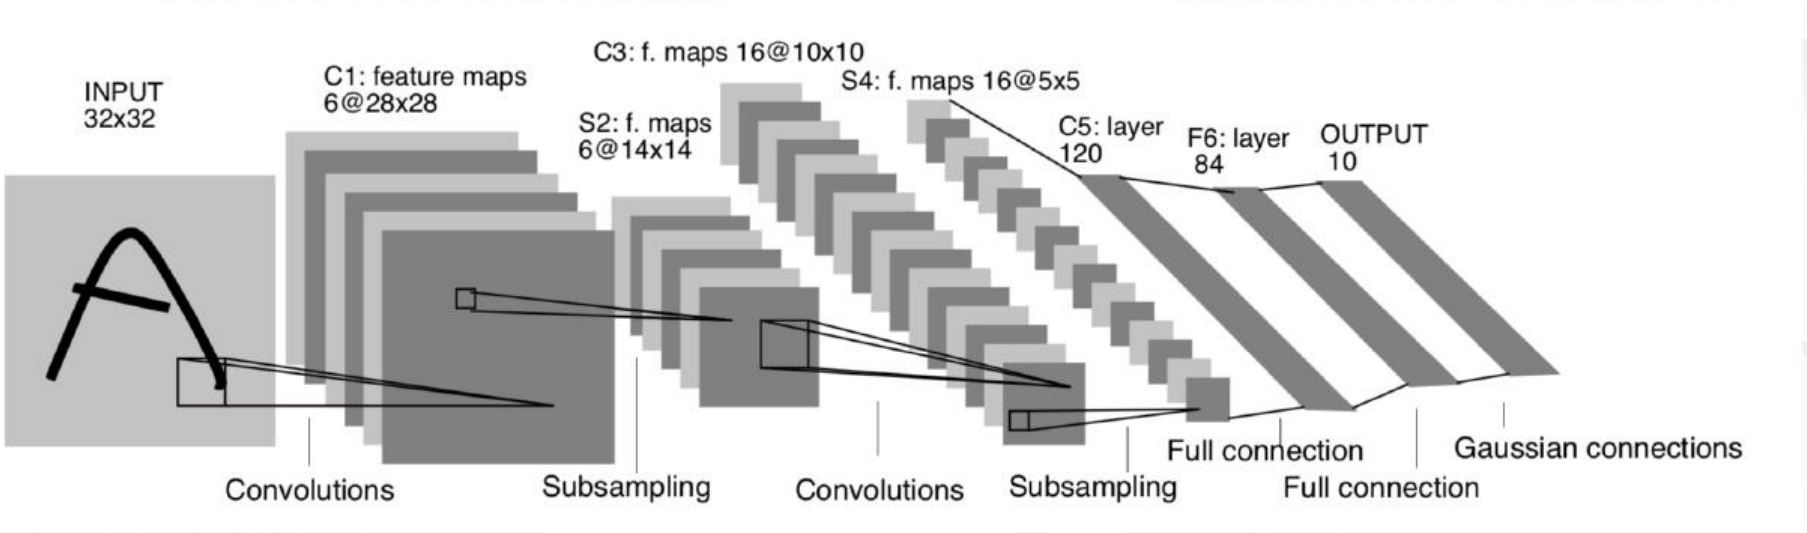 INPUT
32x32
C1: feature maps
6@28x28
S2: f. maps
6@14x14
C3: f. maps 16@10x10
S4: f. maps 16@5x5
C5: layer
120
F6: layer
84
OUTPUT
10
Convolutions
Subsampling
Convolutions
Subsampling
Full connection
Full connection
Gaussian connections
A